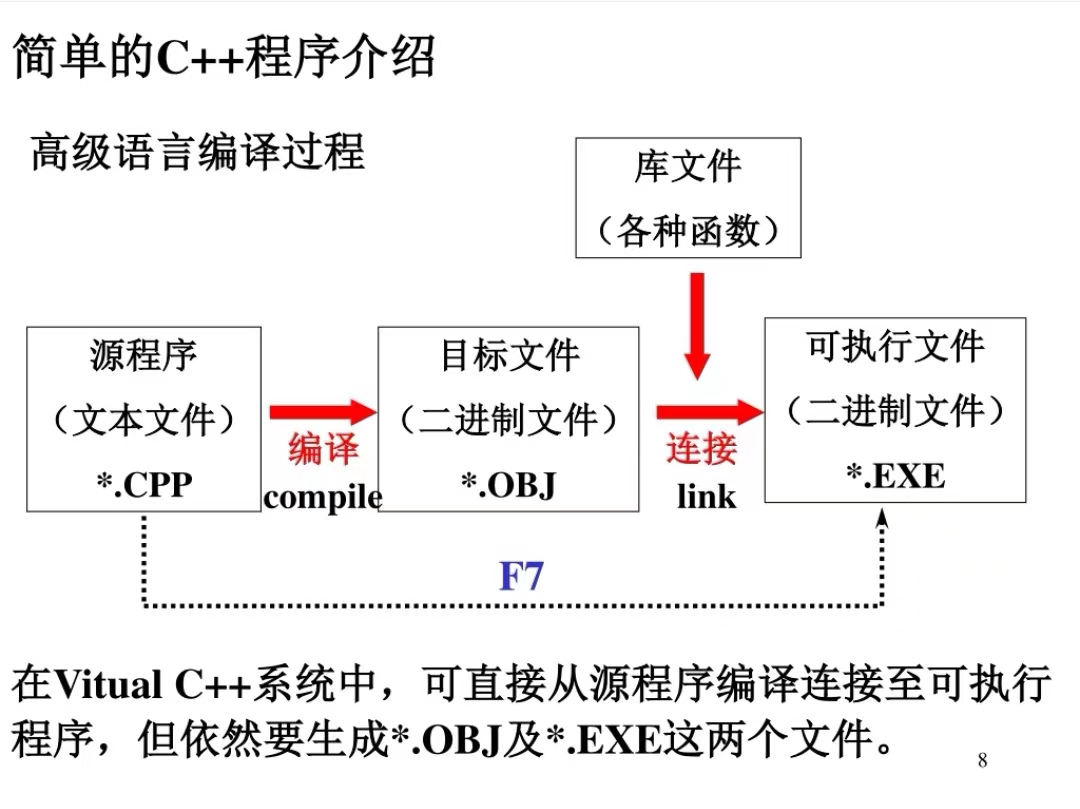 简单的C++程序介绍
高级语言编译过程
库文件
（各种函数）
源程序
（文本文件）
*.CPP
编译
compile
目标文件
（二进制文件）
*.OBJ
连接
link
可执行文件
（二进制文件）
*.EXE
F7
在Vitual C++系统中，可直接从源程序编译连接至可执行
程序，但依然要生成*.OBJ及*.EXE这两个文件。
8